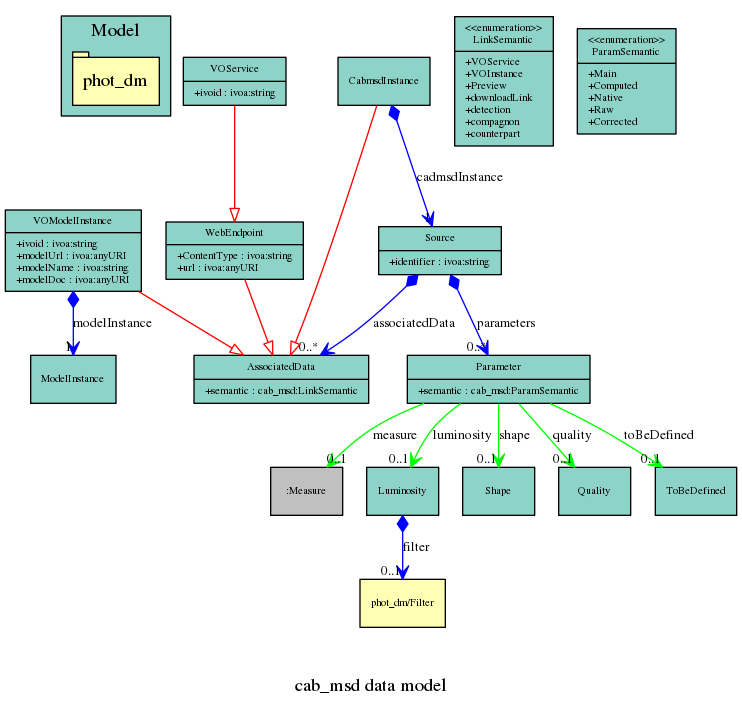 Model
phot_dm
VOService
+ivoid : ivoa:string
CabmsdInstance
<<enumeration>>
LinkSemantic
+VOService
+VOInstance
+Preview
+downloadLink
+detection
+compagnon
+counterpart
<<enumeration>>
ParamSemantic
+Main
+Computed
+Native
+Raw
+Corrected
cadmsdInstance
VOModelInstance
+ivoid : ivoa:string
+modelUrl : ivoa:anyURI
+modelName : ivoa:string
+modelDoc : ivoa:anyURI
WebEndpoint
+ContentType : ivoa:string
+url : ivoa:anyURI
1
Source
+identifier : ivoa:string
modelInstance
associatedData
parameters
1
0..*
0..*
ModelInstance
AssociatedData
+semantic : cab_msd:LinkSemantic
Parameter
+semantic : cab_msd:ParamSemantic
measure
luminosity
shape
quality
toBeDefined
0..1
0..1
0..1
0..1
0..1
:Measure
Luminosity
Shape
Quality
ToBeDefined
filter
0..1
phot_dm/Filter
cab_msd data model